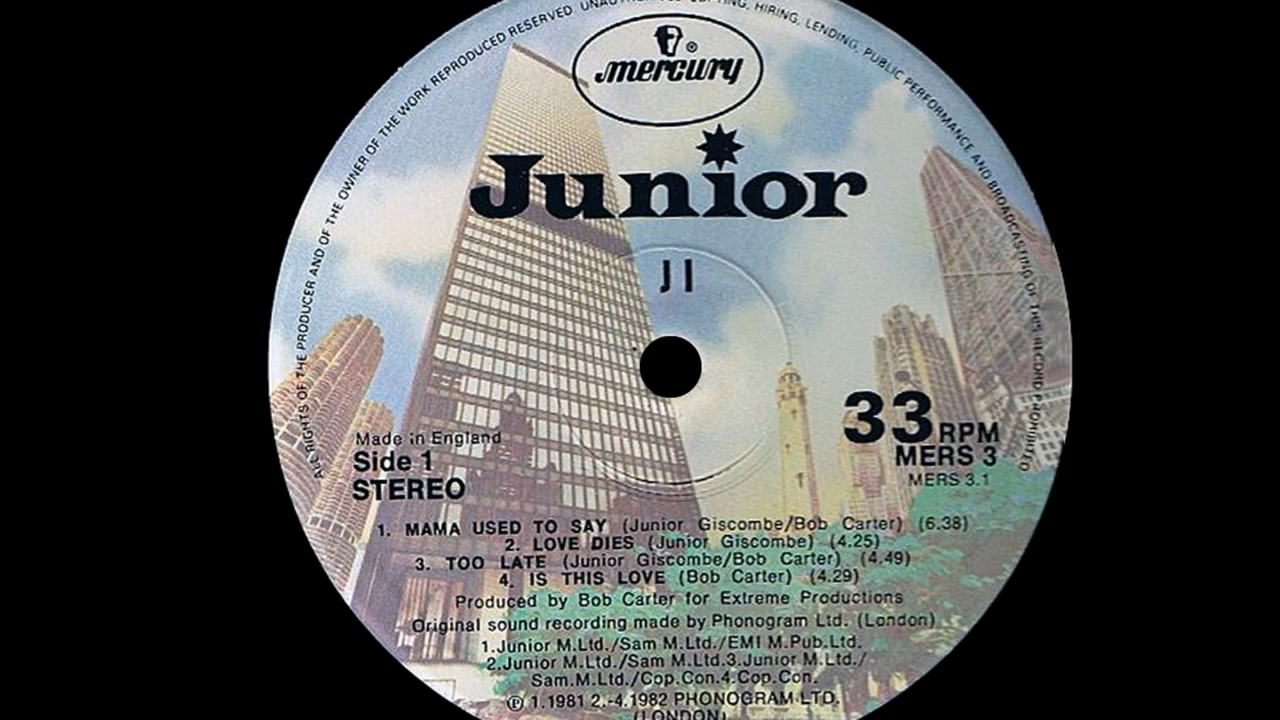 ALL RIGHTS OF THE PRODUCER AND OF THE OWNER OF THE WORK REPRODUCED RESERVED. HIRING, LENDING, PUBLIC PERFORMANCE AND BROADCASTING OF THIS RECORD PROHIBITED
mercury ®
Junior
J I
33 RPM
MERS 3
MERS 3.1
Made in England
Side 1
STEREO
1. MAMA USED TO SAY (Junior Giscombe/Bob Carter) (6.38)
2. LOVE DIES (Junior Giscombe) (4.25)
3. TOO LATE (Junior Giscombe/Bob Carter) (4.49)
4. IS THIS LOVE (Bob Carter) (4.29)
Produced by Bob Carter for Extreme Productions
Original sound recording made by Phonogram Ltd. (London)
1.Junior M.Ltd./Sam M.Ltd./EMI M.Pub.Ltd.
2.Junior M.Ltd./Sam M.Ltd.3.Junior M.Ltd./
Sam.M.Ltd./Cop.Con.4.Cop.Con.
℗ 1.1981 2.-4.1982 PHONOGRAM LTD.
(LONDON)